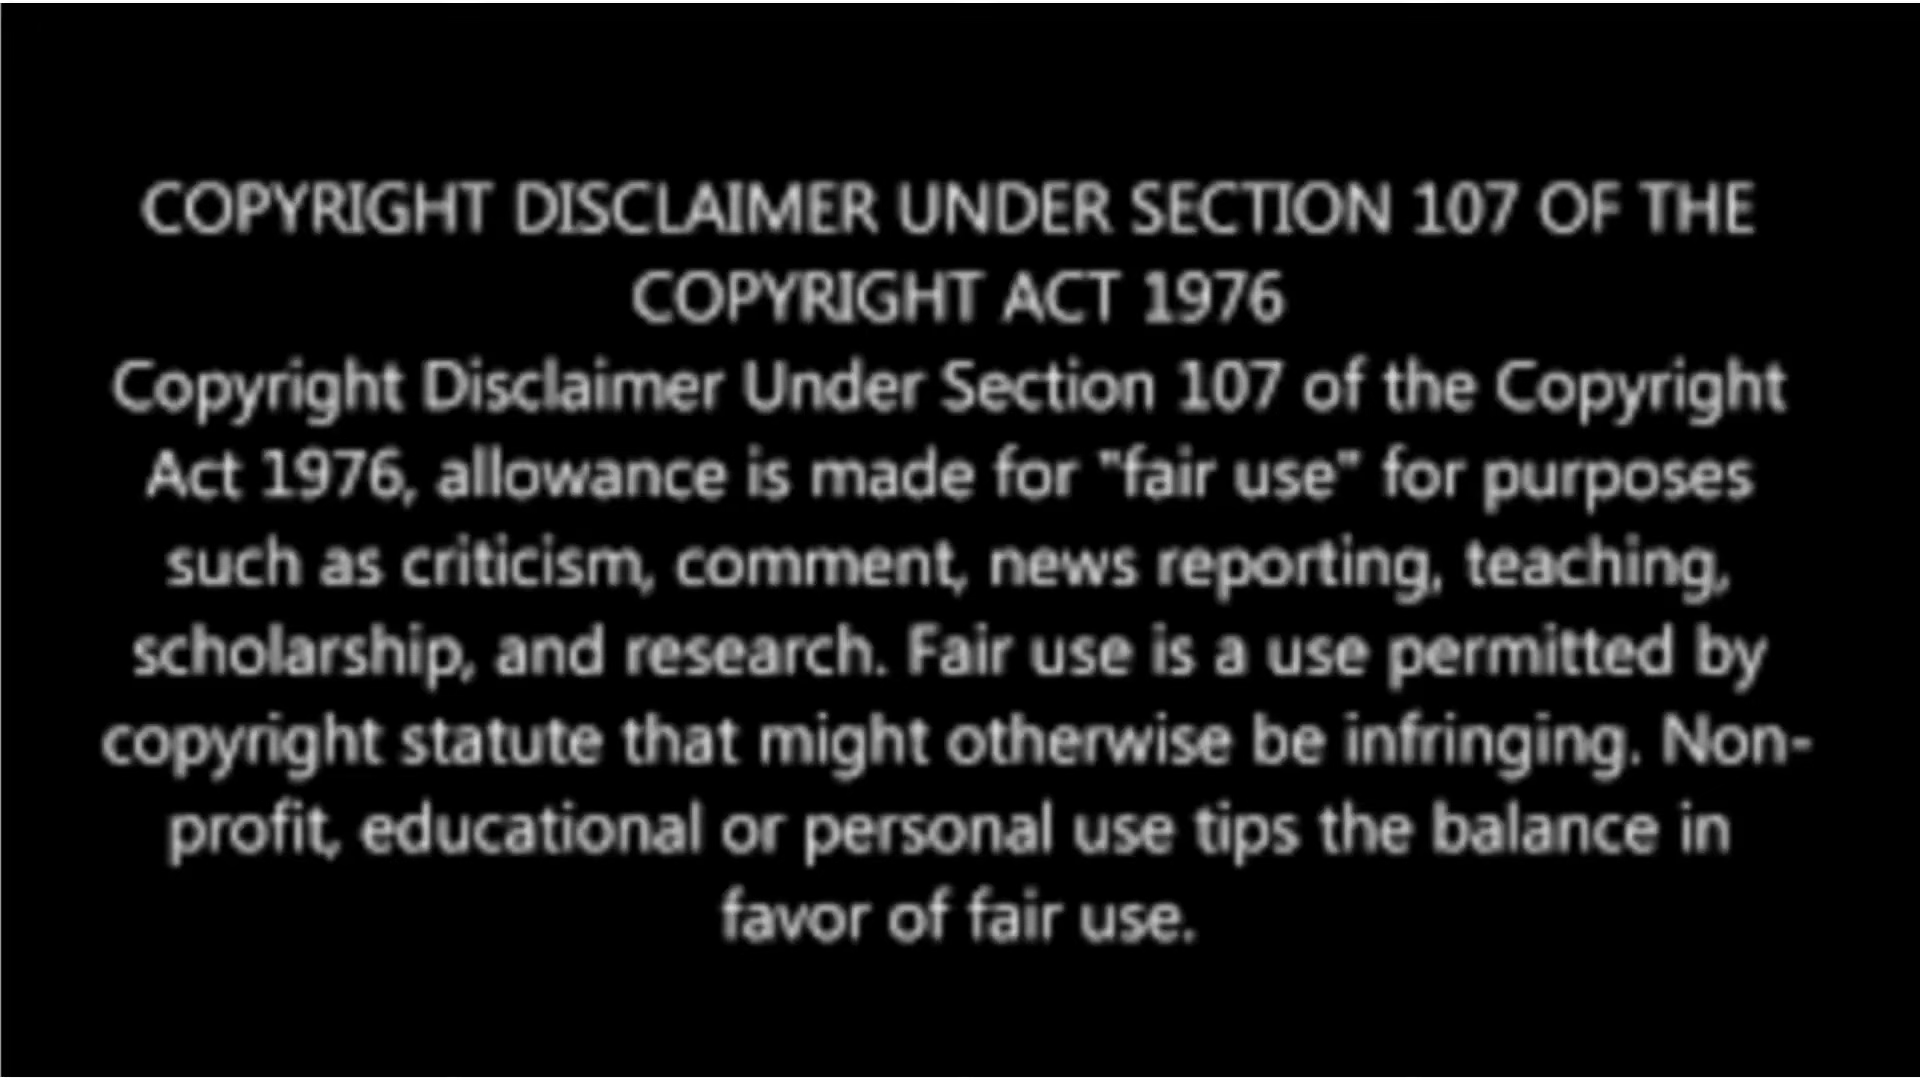 COPYRIGHT DISCLAIMER UNDER SECTION 107 OF THE
COPYRIGHT ACT 1976
Copyright Disclaimer Under Section 107 of the Copyright
Act 1976, allowance is made for "fair use" for purposes
such as criticism, comment, news reporting, teaching,
scholarship, and research. Fair use is a use permitted by
copyright statute that might otherwise be infringing. Non-
profit, educational or personal use tips the balance in
favor of fair use.